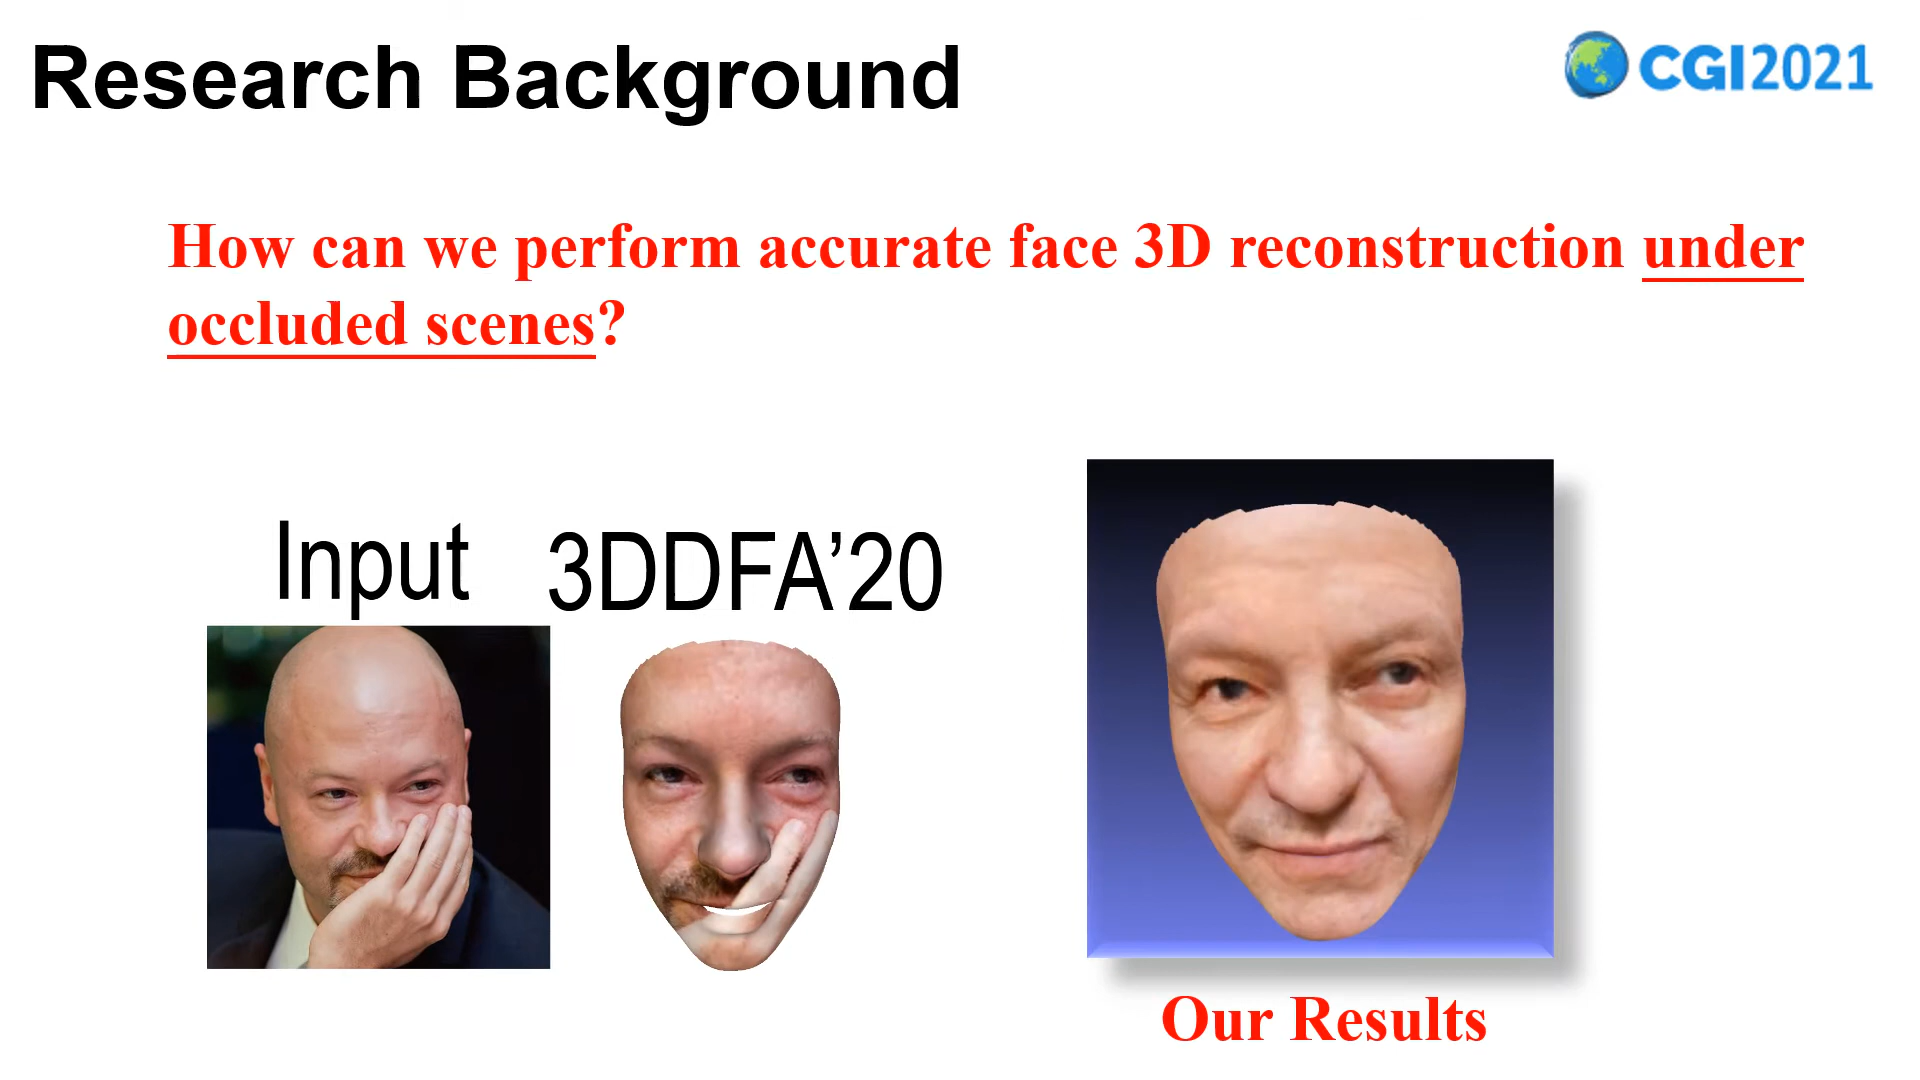 Research Background
CGI2021
How can we perform accurate face 3D reconstruction under
occluded scenes?
Input
3DDFA’20
Our Results